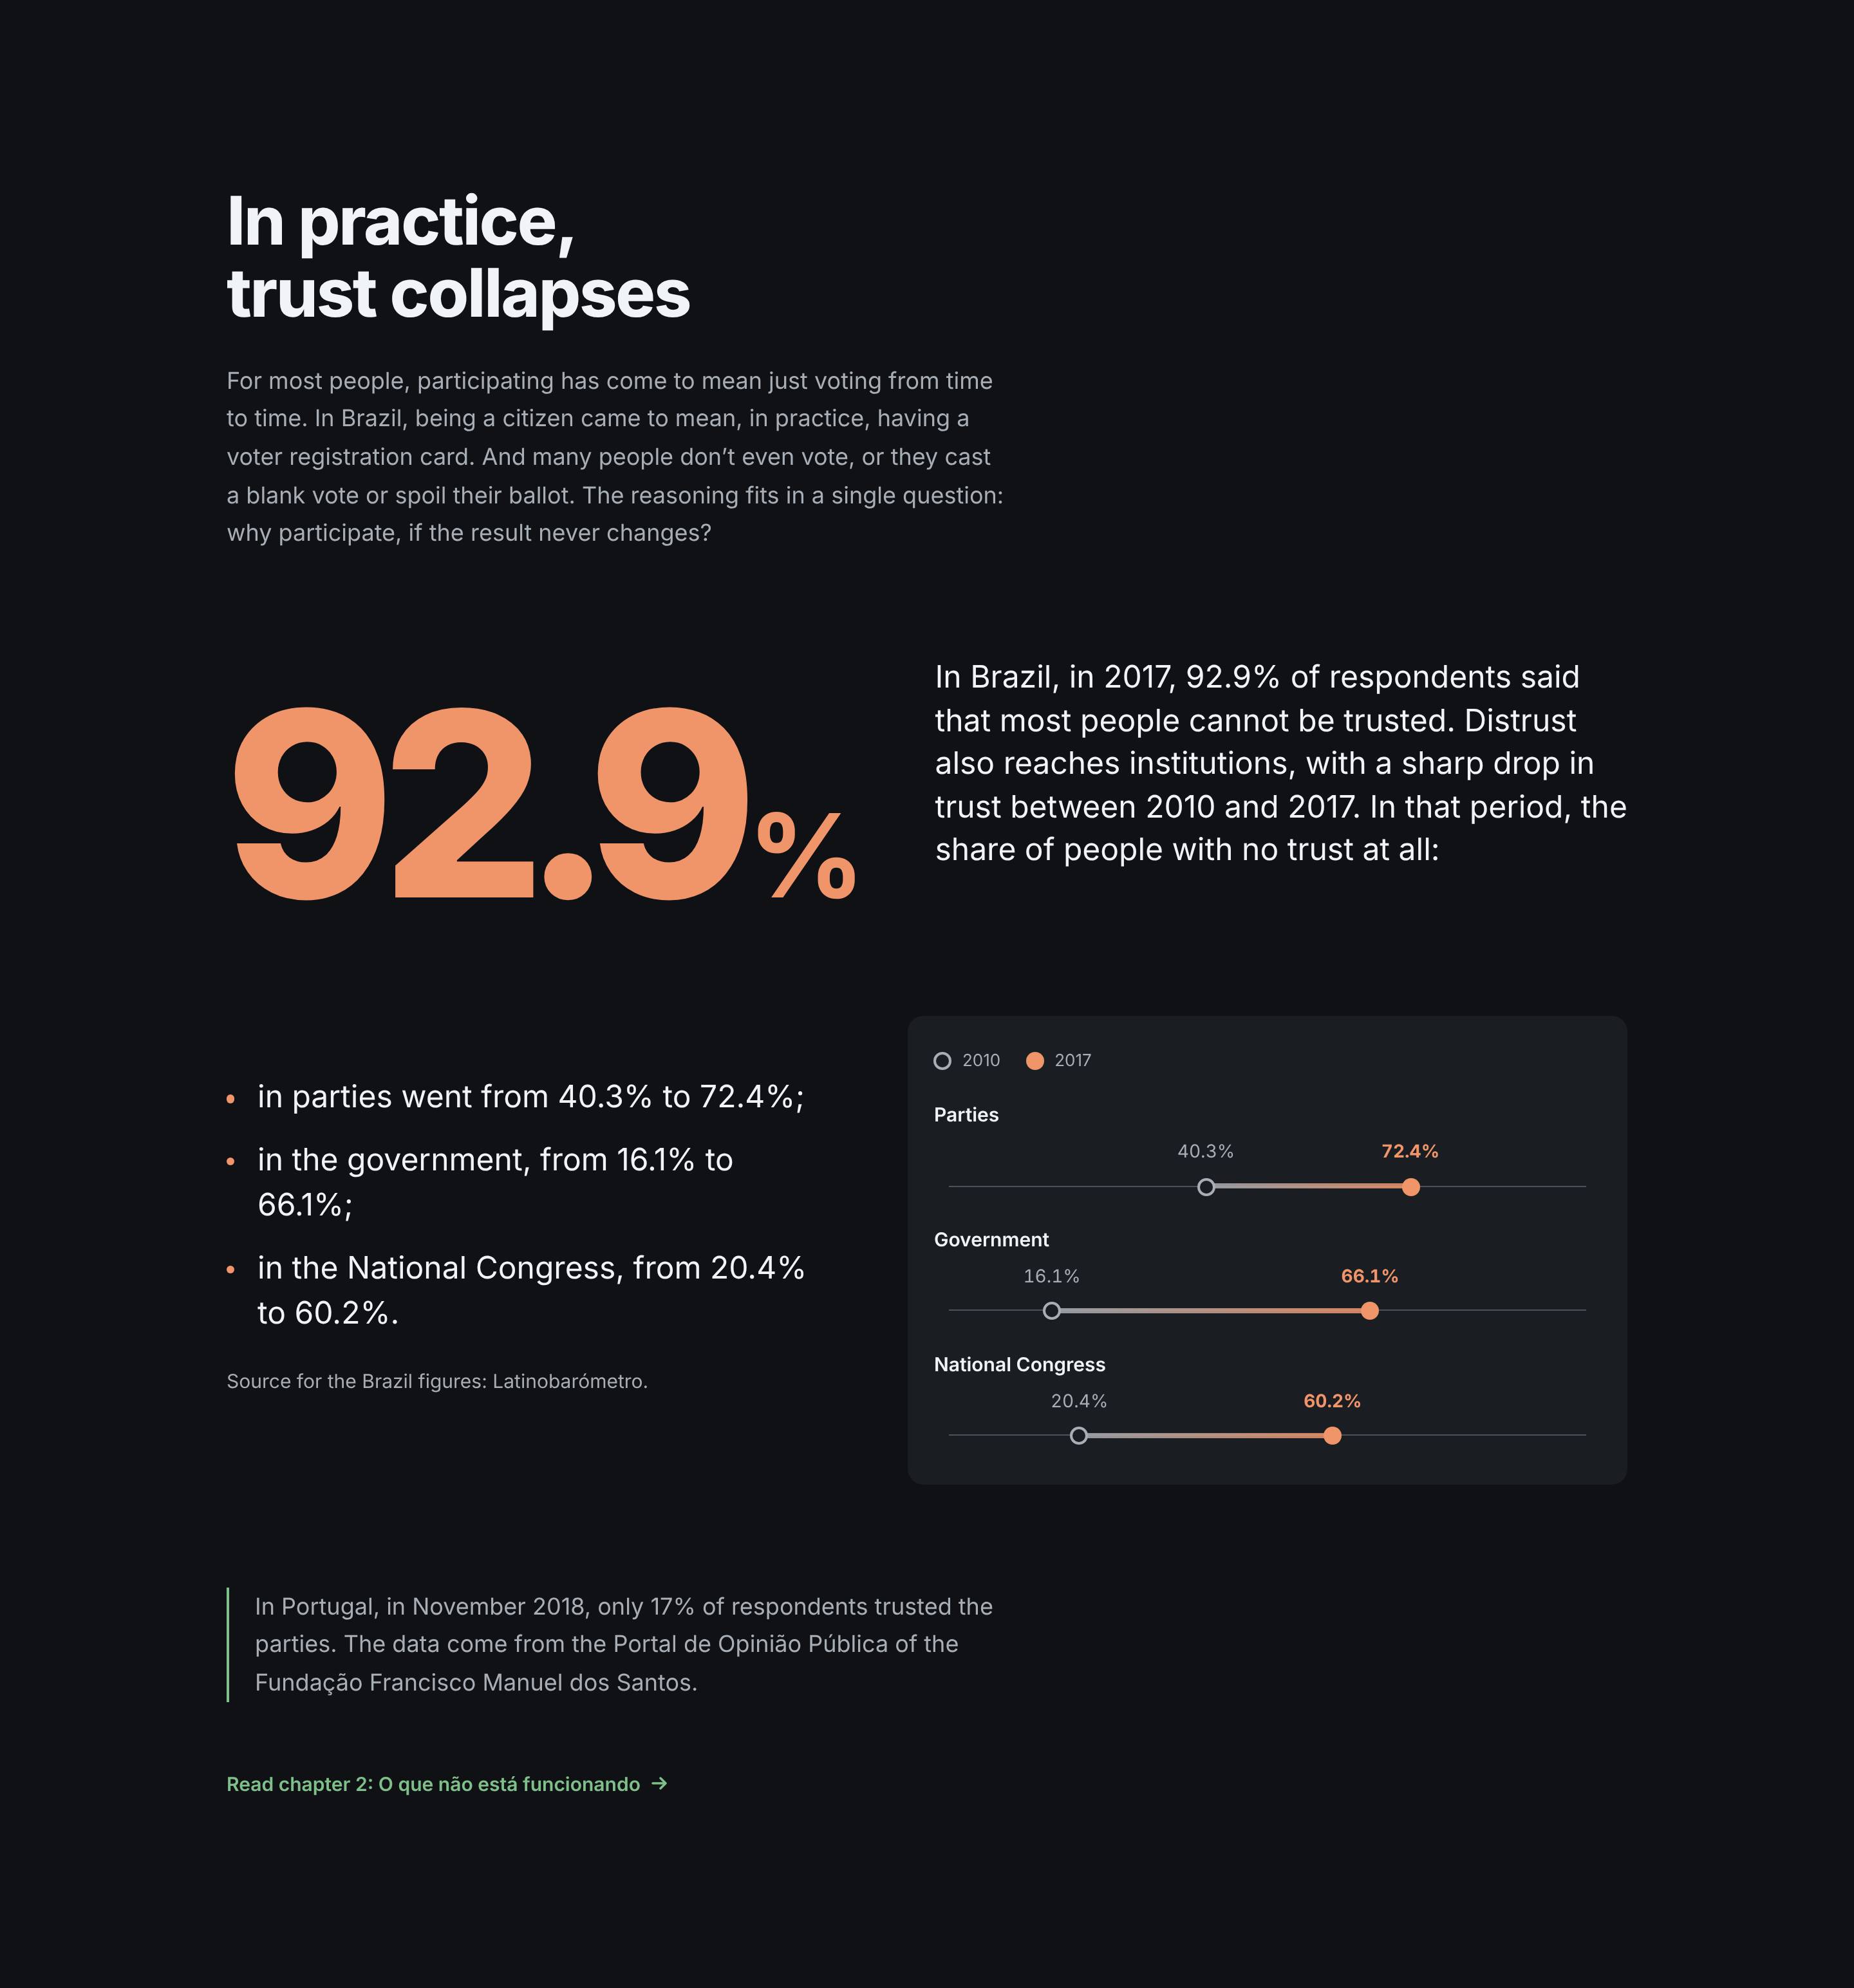 In practice,
trust collapses
For most people, participating has come to mean just voting from time
to time. In Brazil, being a citizen came to mean, in practice, having a
voter registration card. And many people don’t even vote, or they cast
a blank vote or spoil their ballot. The reasoning fits in a single question:
why participate, if the result never changes?
92.9%
In Brazil, in 2017, 92.9% of respondents said
that most people cannot be trusted. Distrust
also reaches institutions, with a sharp drop in
trust between 2010 and 2017. In that period, the
share of people with no trust at all:
• in parties went from 40.3% to 72.4%;
• in the government, from 16.1% to
66.1%;
• in the National Congress, from 20.4%
to 60.2%.
Source for the Brazil figures: Latinobarómetro.
2010 2017
Parties
40.3% 72.4%
Government
16.1% 66.1%
National Congress
20.4% 60.2%
In Portugal, in November 2018, only 17% of respondents trusted the
parties. The data come from the Portal de Opinião Pública of the
Fundação Francisco Manuel dos Santos.
Read chapter 2: O que não está funcionando →